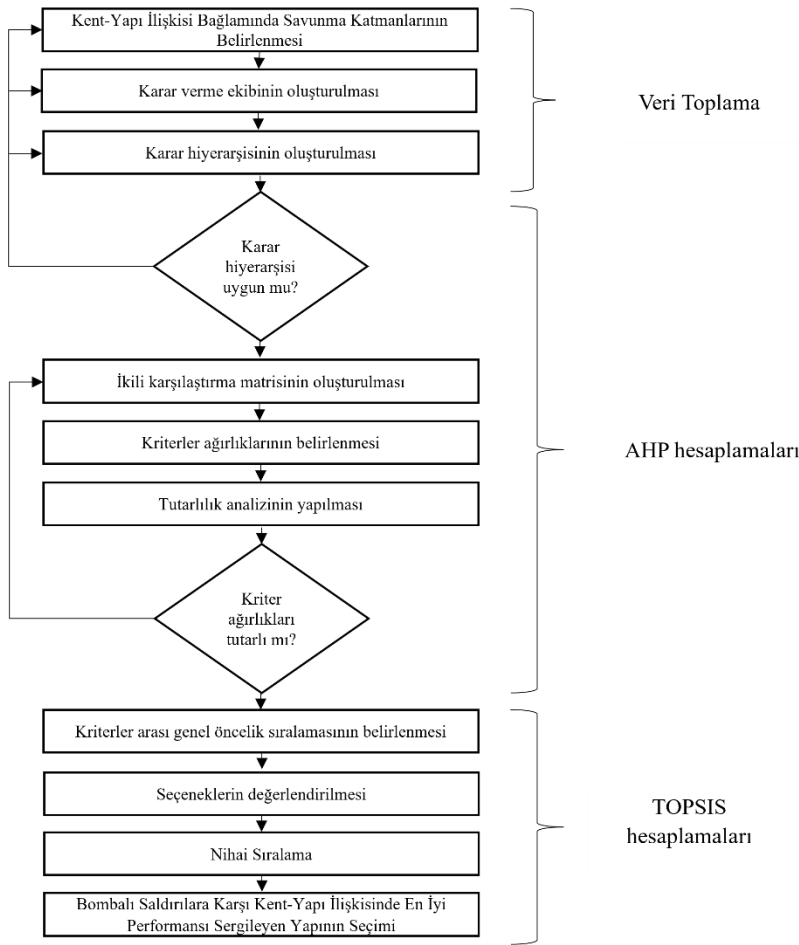 Kent-Yapı İlişkisi Bağlamında Savunma Katmanlarının
Belirlenmesi
Karar verme ekibinin oluşturulması
Karar hiyerarşisinin oluşturulması
Veri Toplama
Karar
hiyerarşisi
uygun mu?
İkili karşılaştırma matrisinin oluşturulması
Kriterler ağırlıklarının belirlenmesi
Tutarlılık analizinin yapılması
AHP hesaplamaları
Kriter
ağırlıkları
tutarlı mı?
Kriterler arası genel öncelik sıralamasının belirlenmesi
Seçeneklerin değerlendirilmesi
Nihai Sıralama
Bombalı Saldırılara Karşı Kent-Yapı İlişkisinde En İyi
Performansı Sergileyen Yapının Seçimi
TOPSIS
hesaplamaları